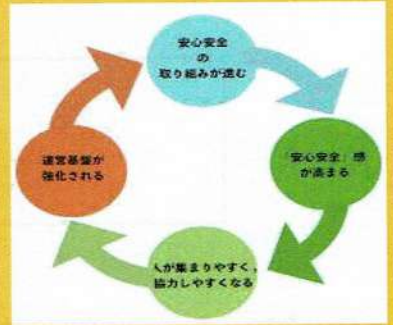 安心安全
の
取り組みが進む
「安心安全」感
が高まる
が集まりやすく、
協力しやすくなる
運営基盤が
強化される